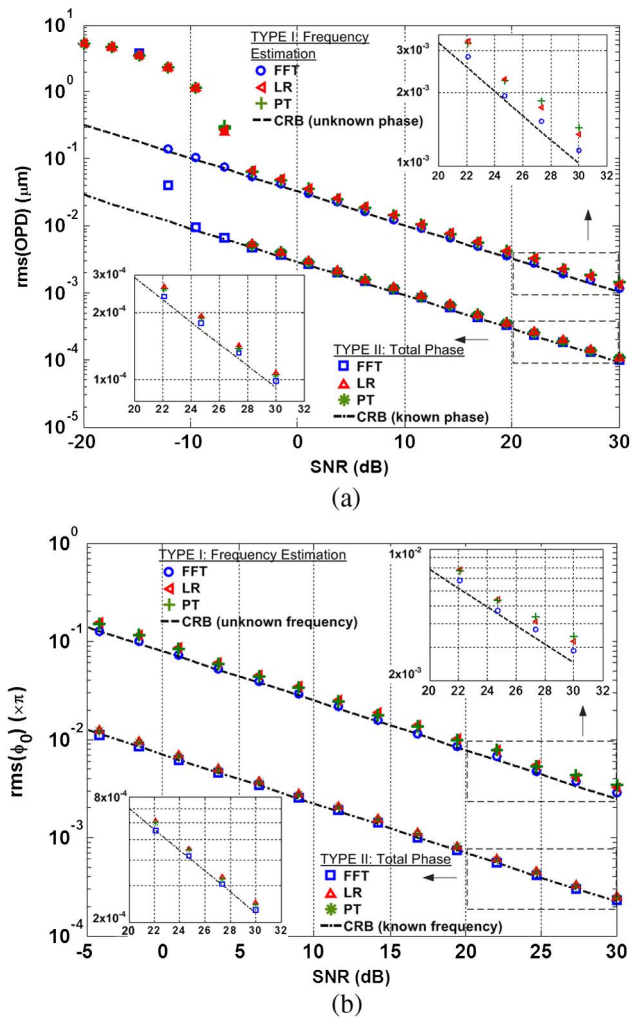 10^1
10^0
10^-1
10^-2
10^-3
10^-4
10^-5
rms(OPD) (μm)
-20 -10 0 10 20 30
SNR (dB)
TYPE I: Frequency
Estimation
FFT
LR
PT
CRB (unknown phase)
3x10^-3
1x10^-3
20 22 24 26 28 30 32
3x10^-4
2x10^-4
1x10^-4
20 22 24 26 28 30 32
TYPE II: Total Phase
FFT
LR
PT
CRB (known phase)
(a)
10^0
10^-1
10^-2
10^-3
10^-4
rms(ϕ0) (×π)
-5 0 5 10 15 20 25 30
SNR (dB)
TYPE I: Frequency Estimation
FFT
LR
PT
CRB (unknown frequency)
1x10^-2
2x10^-3
20 22 24 26 28 30 32
8x10^-4
2x10^-4
20 22 24 26 28 30 32
TYPE II: Total Phase
FFT
LR
PT
CRB (known frequency)
(b)